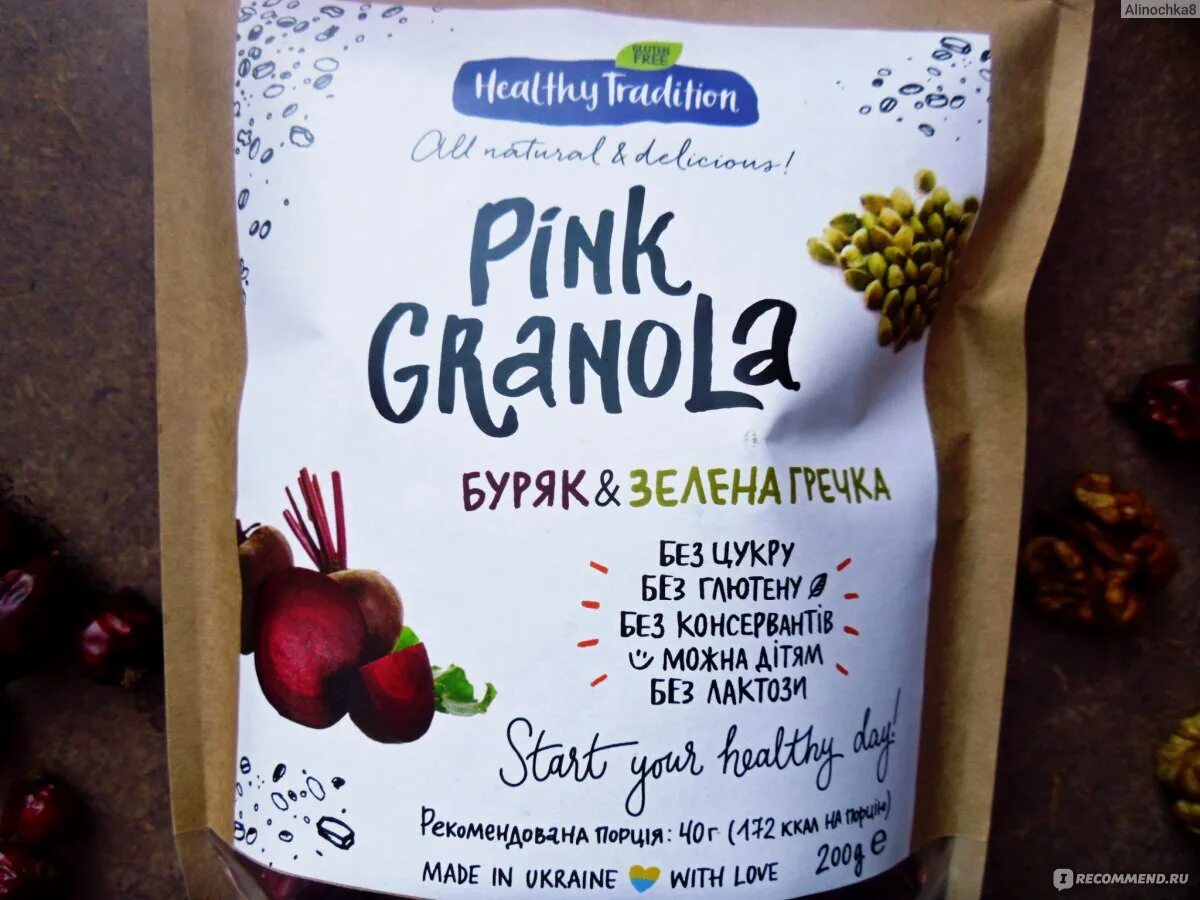 Alinochka8
GLUTEN
FREE
Healthy Tradition
All natural & delicious!
PINK
GRANOLA
БУРЯК & ЗЕЛЕНА ГРЕЧКА
БЕЗ ЦУКРУ
БЕЗ ГЛЮТЕНУ
БЕЗ КОНСЕРВАНТІВ
МОЖНА ДІТЯМ
БЕЗ ЛАКТОЗИ
Start your healthy day!
Рекомендована порція: 40г (172 ккал на порцію)
200g e
MADE IN UKRAINE WITH LOVE
IRECOMMEND.RU